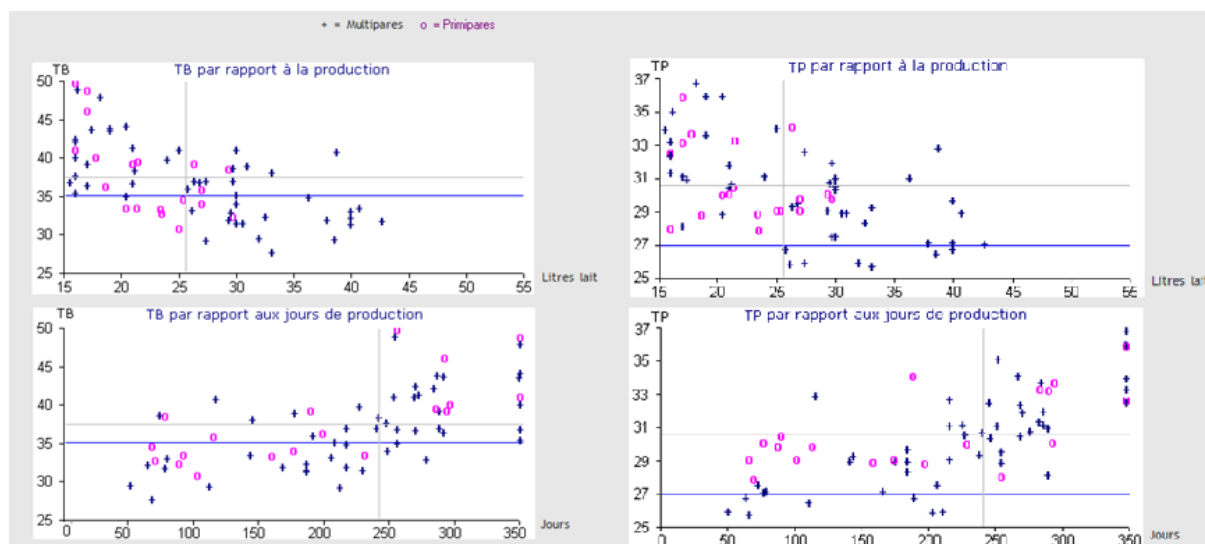 + = Multipares o = Primipares
TB
TB par rapport à la production
50
45
40
35
30
25
15 20 25 30 35 40 45 50 55
Litres lait
TP
TP par rapport à la production
37
35
33
31
29
27
25
15 20 25 30 35 40 45 50 55
Litres lait
TB
TB par rapport aux jours de production
50
45
40
35
30
25
0 50 100 150 200 250 300 350
Jours
TP
TP par rapport aux jours de production
37
35
33
31
29
27
25
0 50 100 150 200 250 300 350
Jours